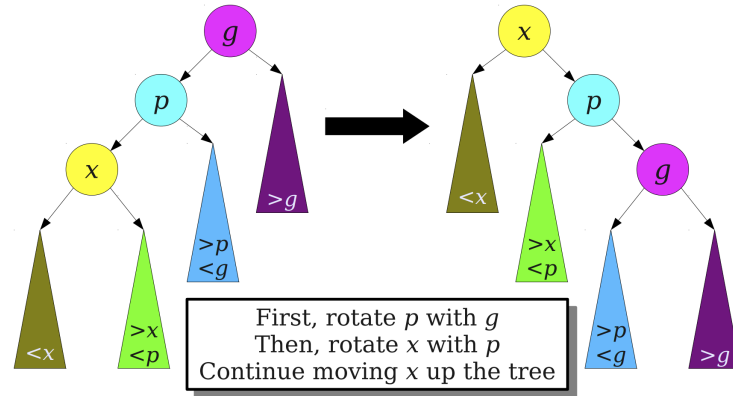 g
x
p
p
x
g
<x
>g
>p
<g
>x
<p
<x
>x
<p
>p
<g
>g
First, rotate p with g
Then, rotate x with p
Continue moving x up the tree